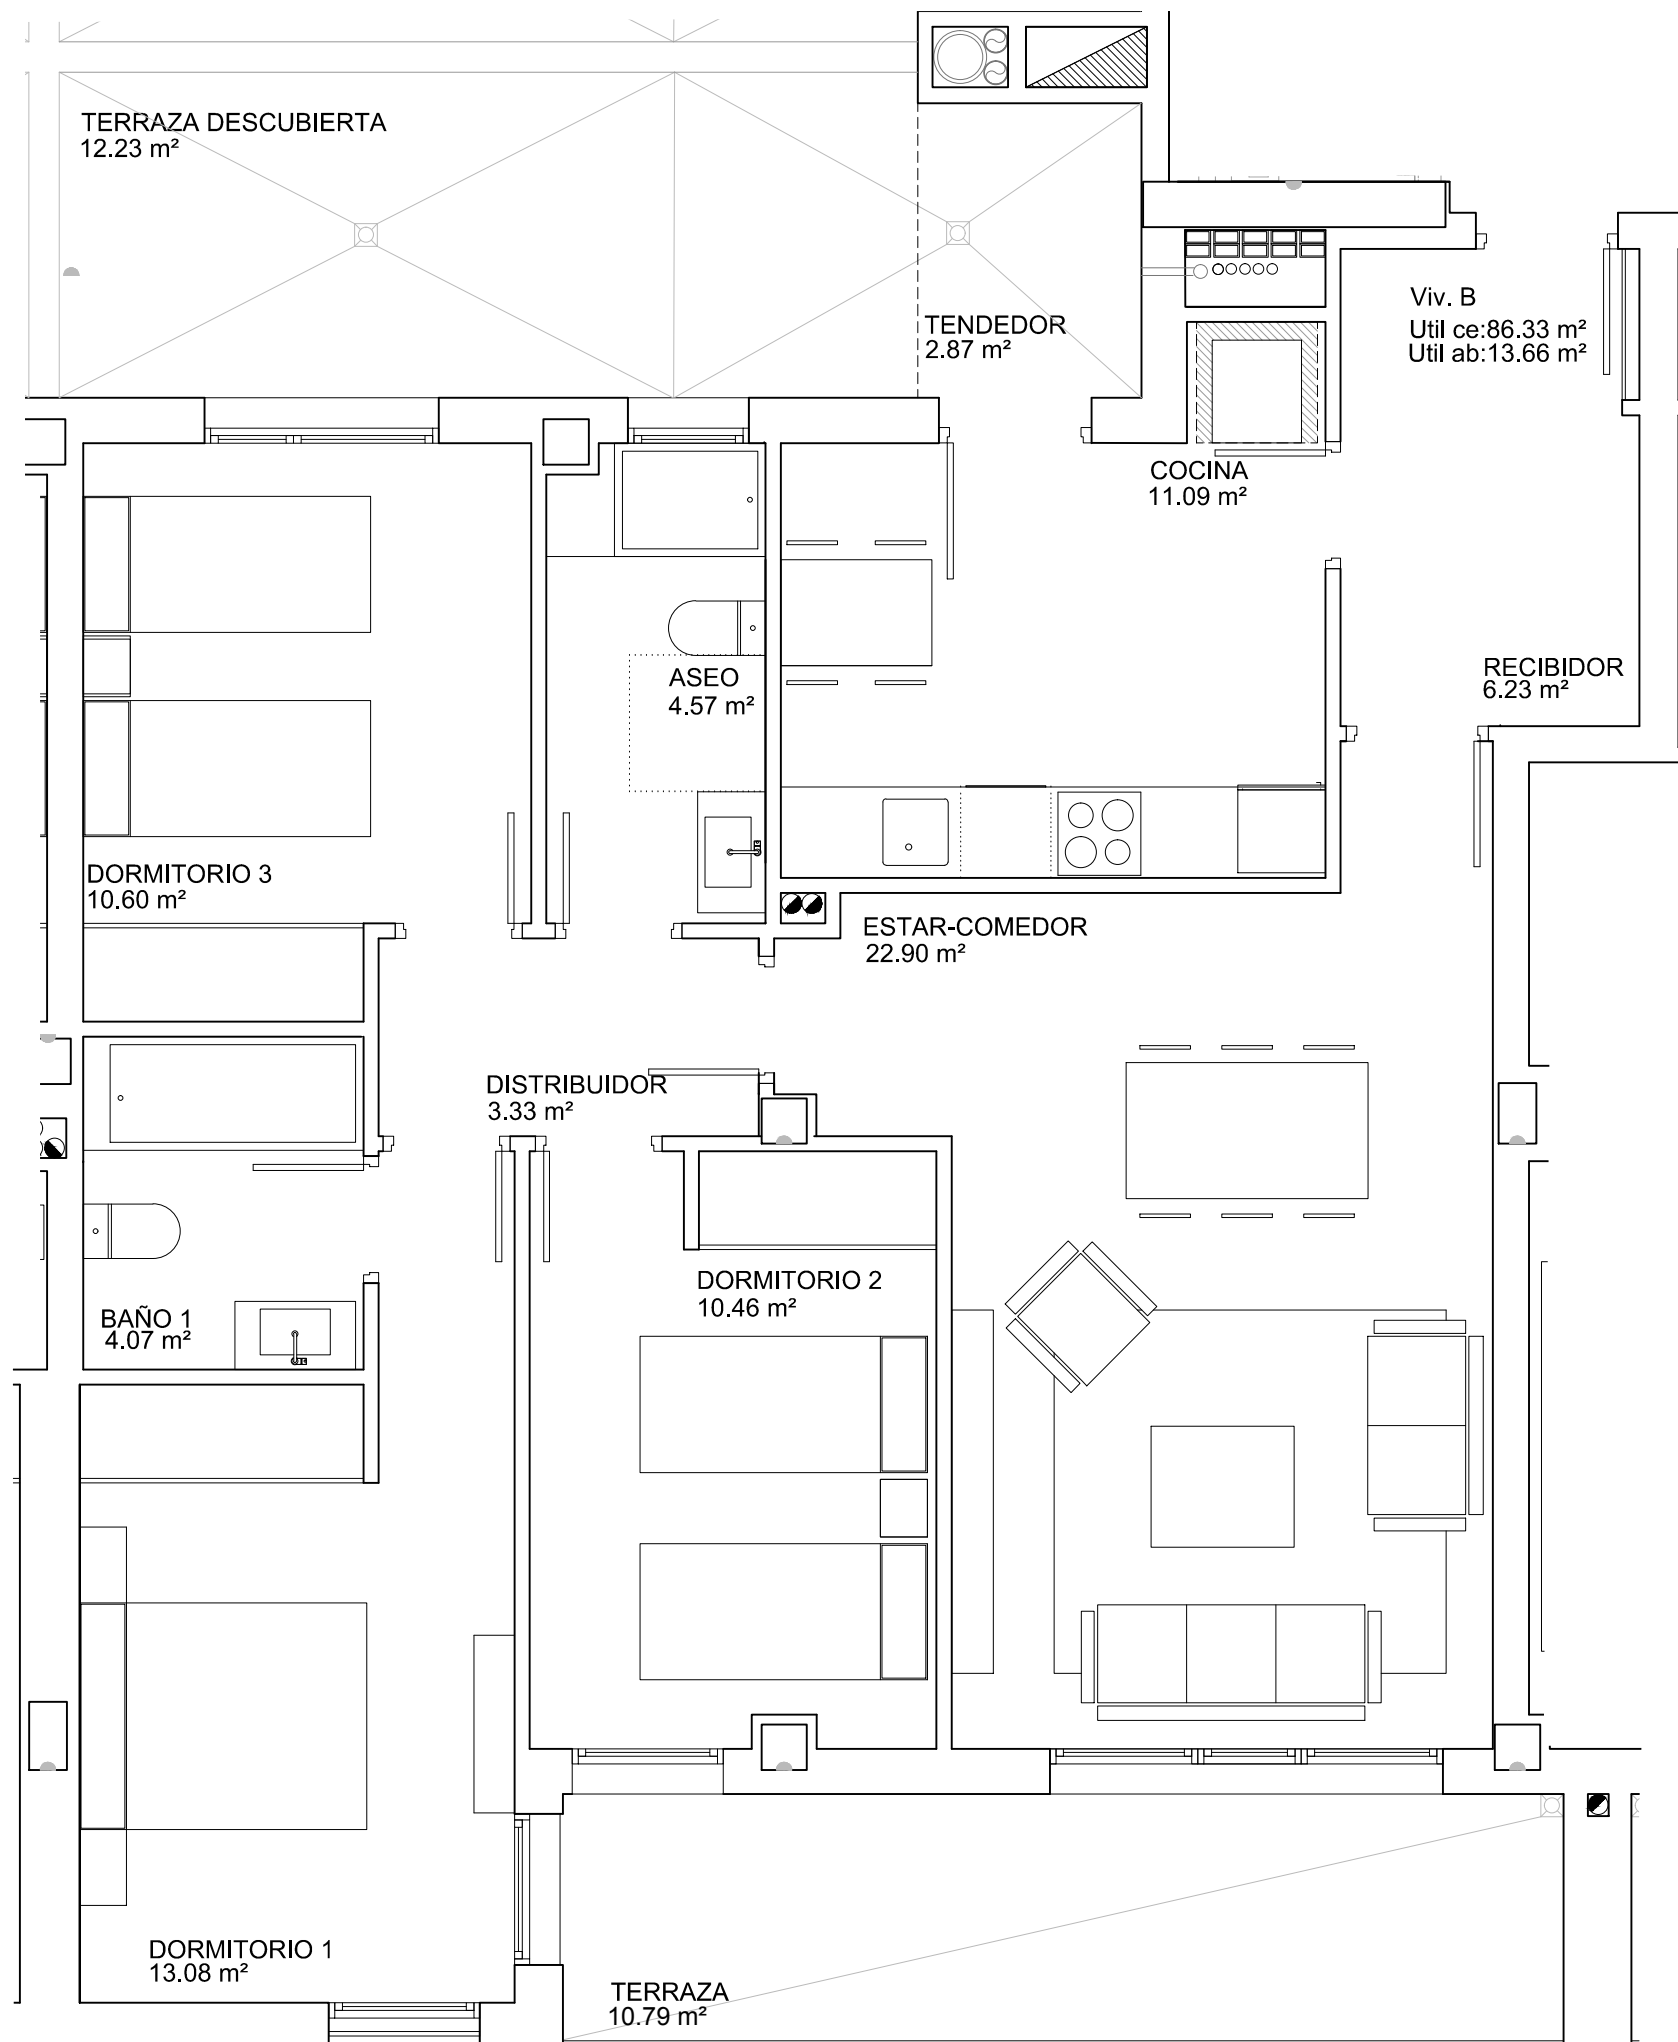 TERRAZA DESCUBIERTA
12.23 m²
Viv. B
Util ce:86.33 m²
Util ab:13.66 m²
TENDEDOR
2.87 m²
COCINA
11.09 m²
RECIBIDOR
6.23 m²
ASEO
4.57 m²
DORMITORIO 3
10.60 m²
ESTAR-COMEDOR
22.90 m²
DISTRIBUIDOR
3.33 m²
DORMITORIO 2
10.46 m²
BAÑO 1
4.07 m²
DORMITORIO 1
13.08 m²
TERRAZA
10.79 m²